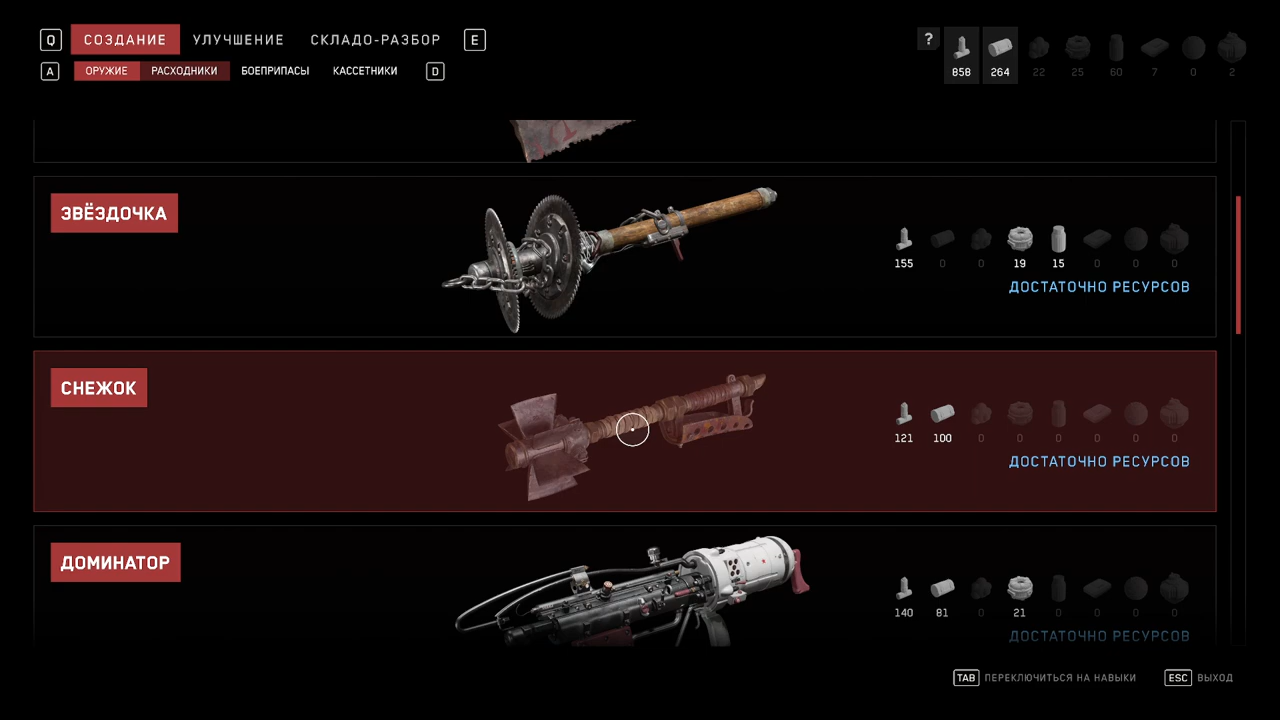 Q СОЗДАНИЕ УЛУЧШЕНИЕ СКЛАДО-РАЗБОР E
A ОРУЖИЕ РАСХОДНИКИ БОЕПРИПАСЫ КАССЕТНИКИ D
?
858 264 22 25 60 7 0 2
ЗВЁЗДОЧКА
155 0 0 19 15 0 0 0
ДОСТАТОЧНО РЕСУРСОВ
СНЕЖОК
121 100 0 0 0 0 0 0
ДОСТАТОЧНО РЕСУРСОВ
ДОМИНАТОР
140 81 0 21 0 0 0 0
ДОСТАТОЧНО РЕСУРСОВ
TAB ПЕРЕКЛЮЧИТЬСЯ НА НАВЫКИ ESC ВЫХОД